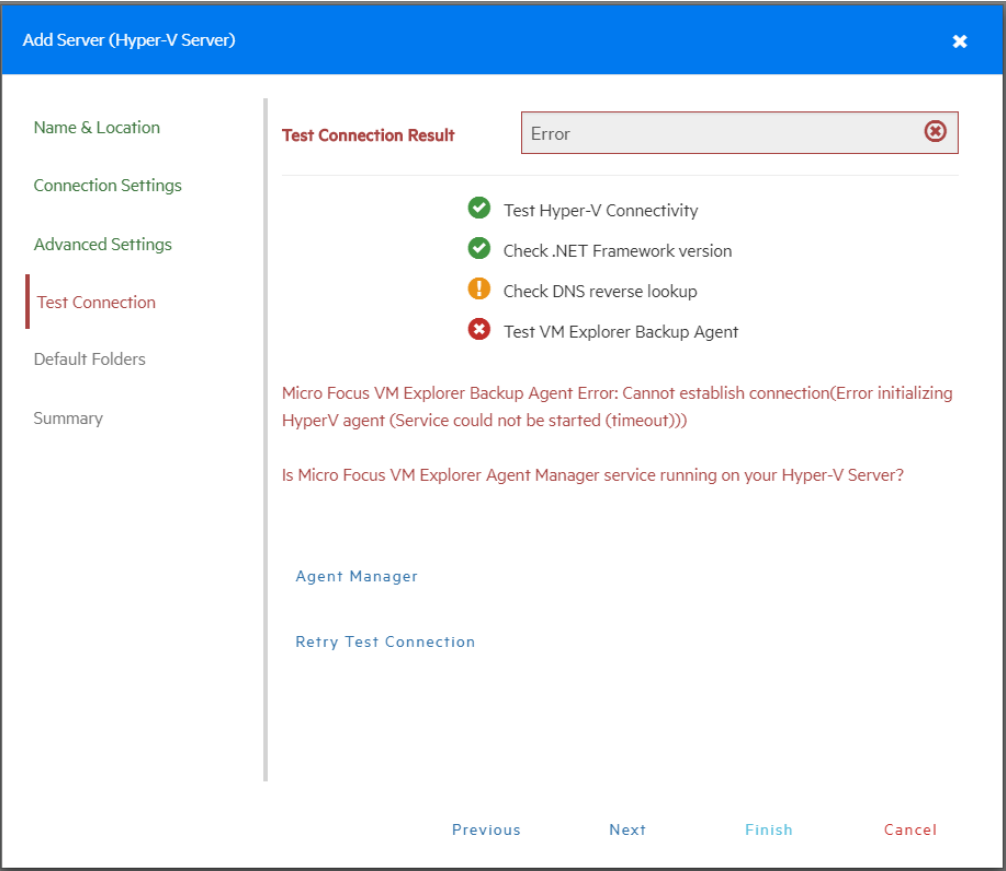 Add Server (Hyper-V Server)
Name & Location
Connection Settings
Advanced Settings
Test Connection
Default Folders
Summary
Test Connection Result
Error
Test Hyper-V Connectivity
Check .NET Framework version
Check DNS reverse lookup
Test VM Explorer Backup Agent
Micro Focus VM Explorer Backup Agent Error: Cannot establish connection(Error initializing
HyperV agent (Service could not be started (timeout)))
Is Micro Focus VM Explorer Agent Manager service running on your Hyper-V Server?
Agent Manager
Retry Test Connection
Previous
Next
Finish
Cancel